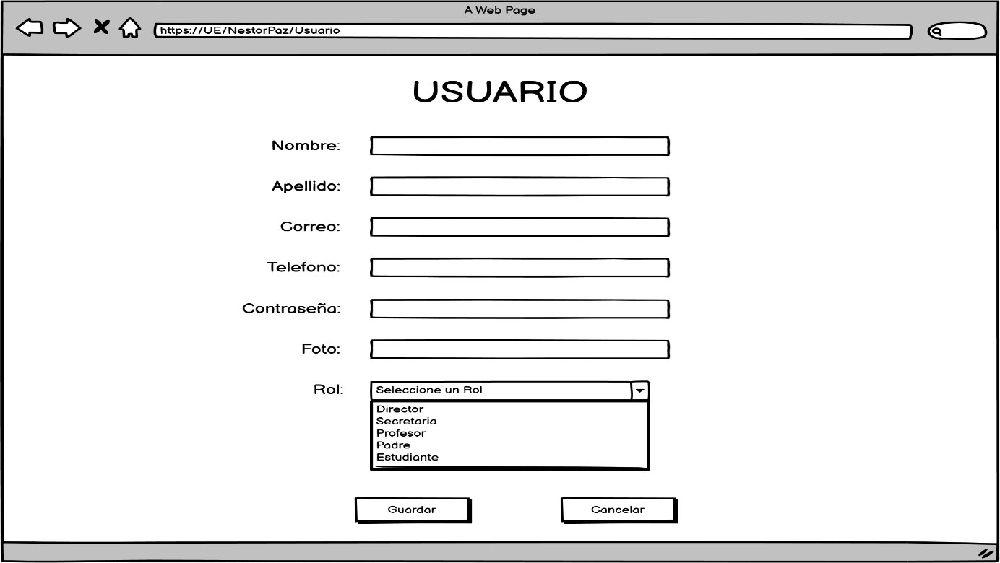 A Web Page
https://UE/NestorPaz/Usuario
USUARIO
Nombre:
Apellido:
Correo:
Telefono:
Contraseña:
Foto:
Rol: Seleccione un Rol
Director
Secretaria
Profesor
Padre
Estudiante
Guardar Cancelar